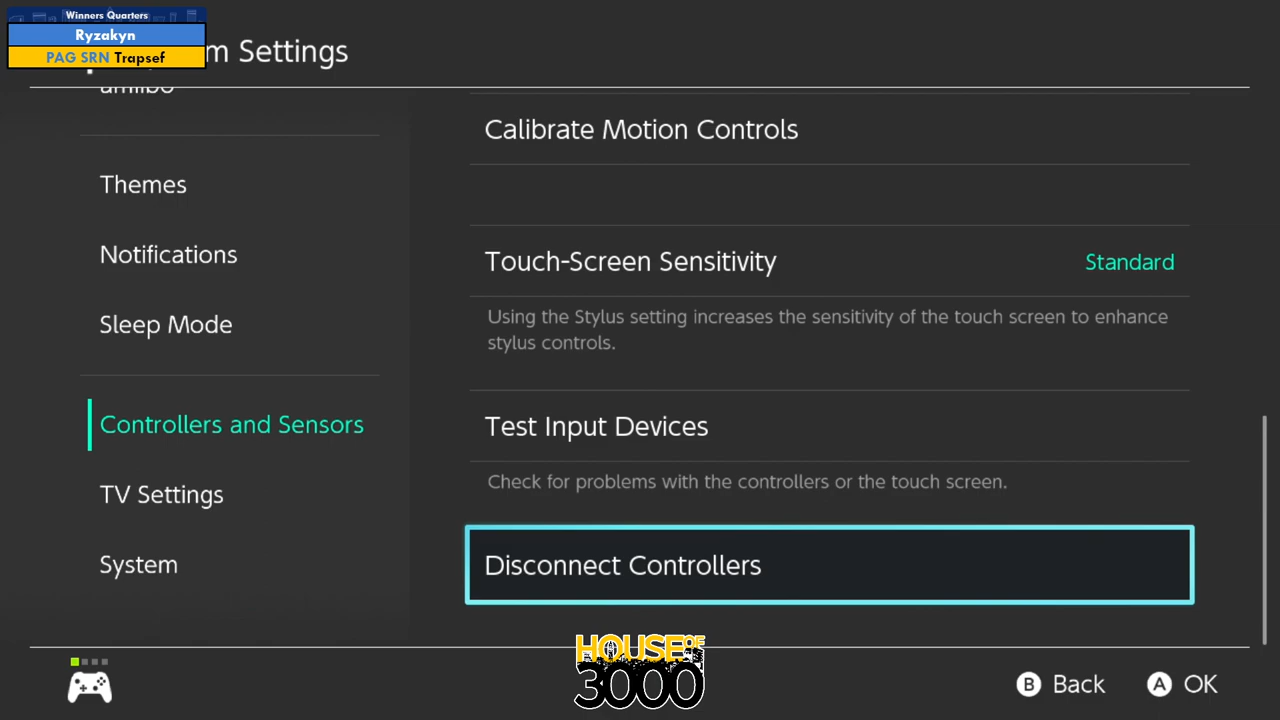 Winners Quarters
Ryzakyn
PAG SRN Trapsef
m Settings
amiibo
Themes
Notifications
Sleep Mode
Controllers and Sensors
TV Settings
System
Calibrate Motion Controls
Touch-Screen Sensitivity Standard
Using the Stylus setting increases the sensitivity of the touch screen to enhance
stylus controls.
Test Input Devices
Check for problems with the controllers or the touch screen.
Disconnect Controllers
HOUSE OF
3000
B Back A OK